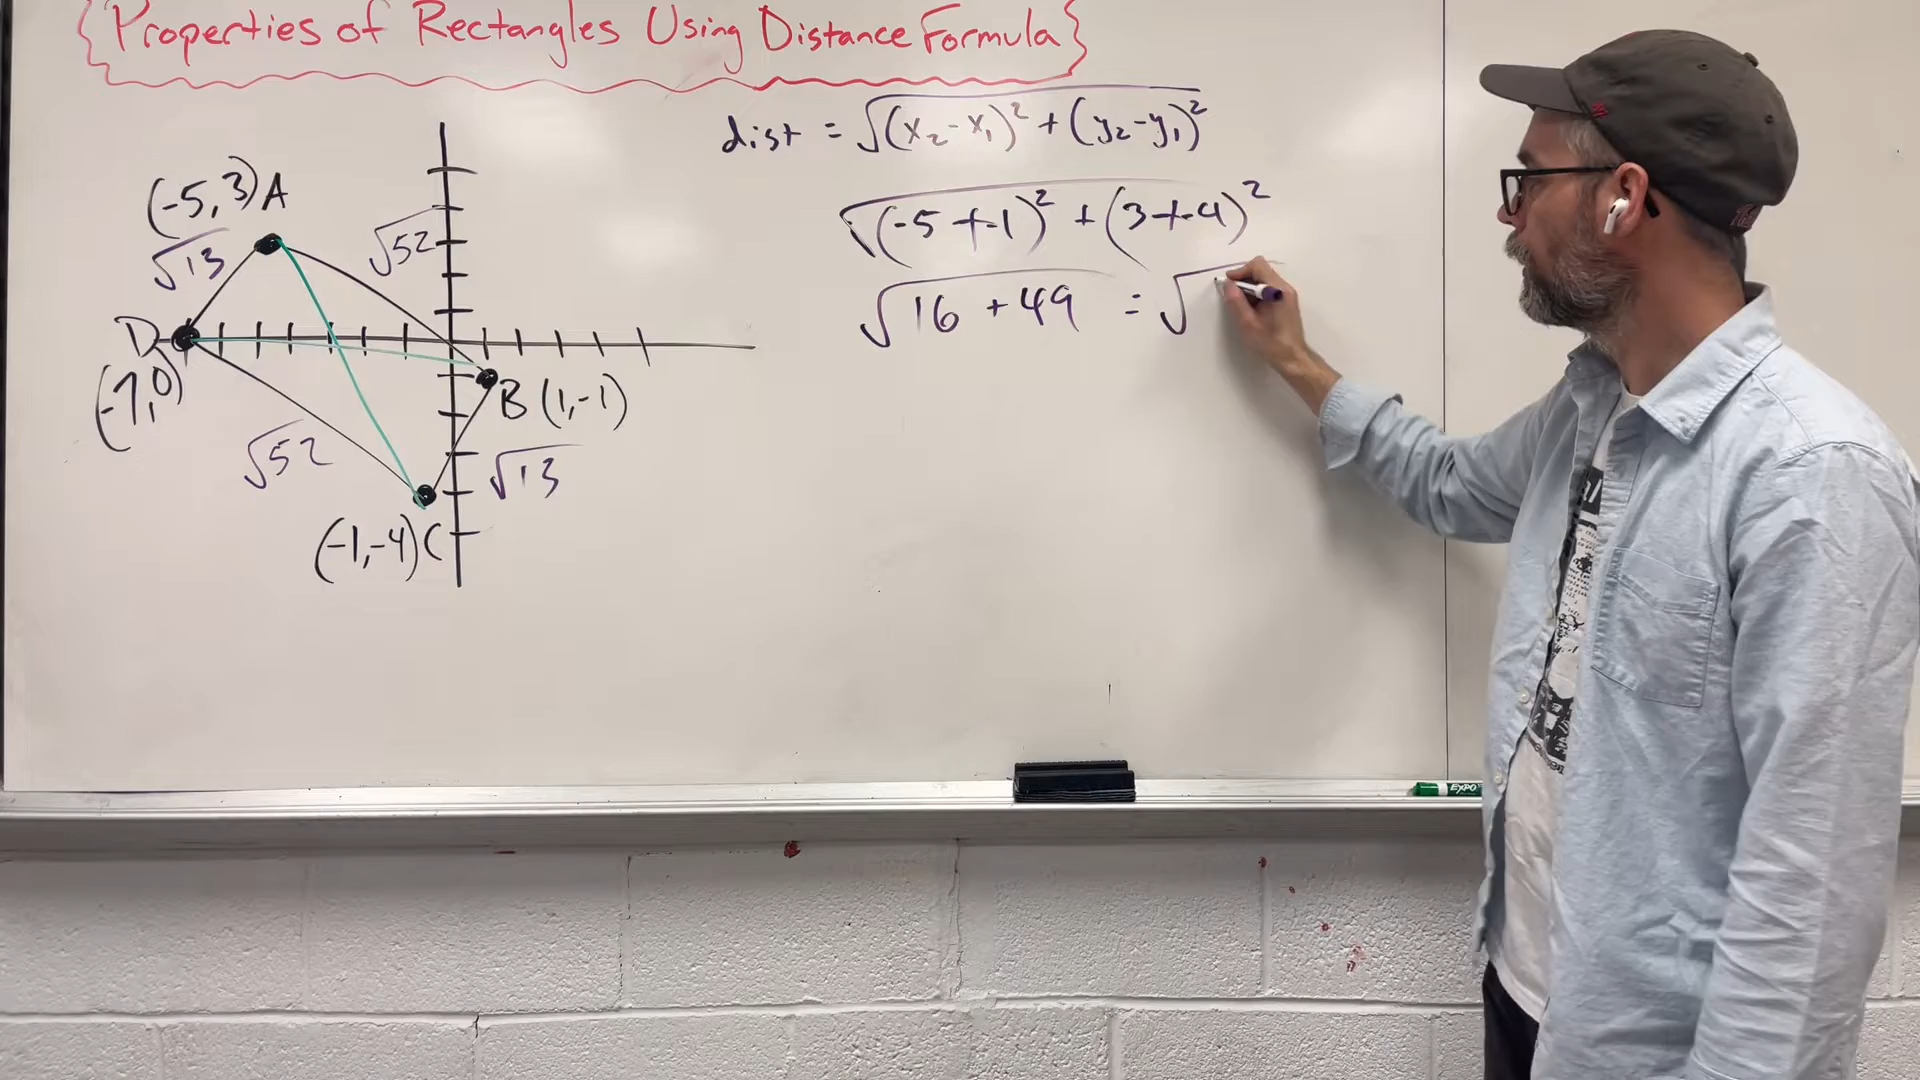 Properties of Rectangles Using Distance Formula
dist = √(x₂-x₁)² + (y₂-y₁)²
(-5,3)A
√(-5+-1)² + (3+-4)²
√13
√52
√16 + 49 = √
D
(-7,0)
B (1,-1)
√52
√13
(-1,-4)C
EXPO